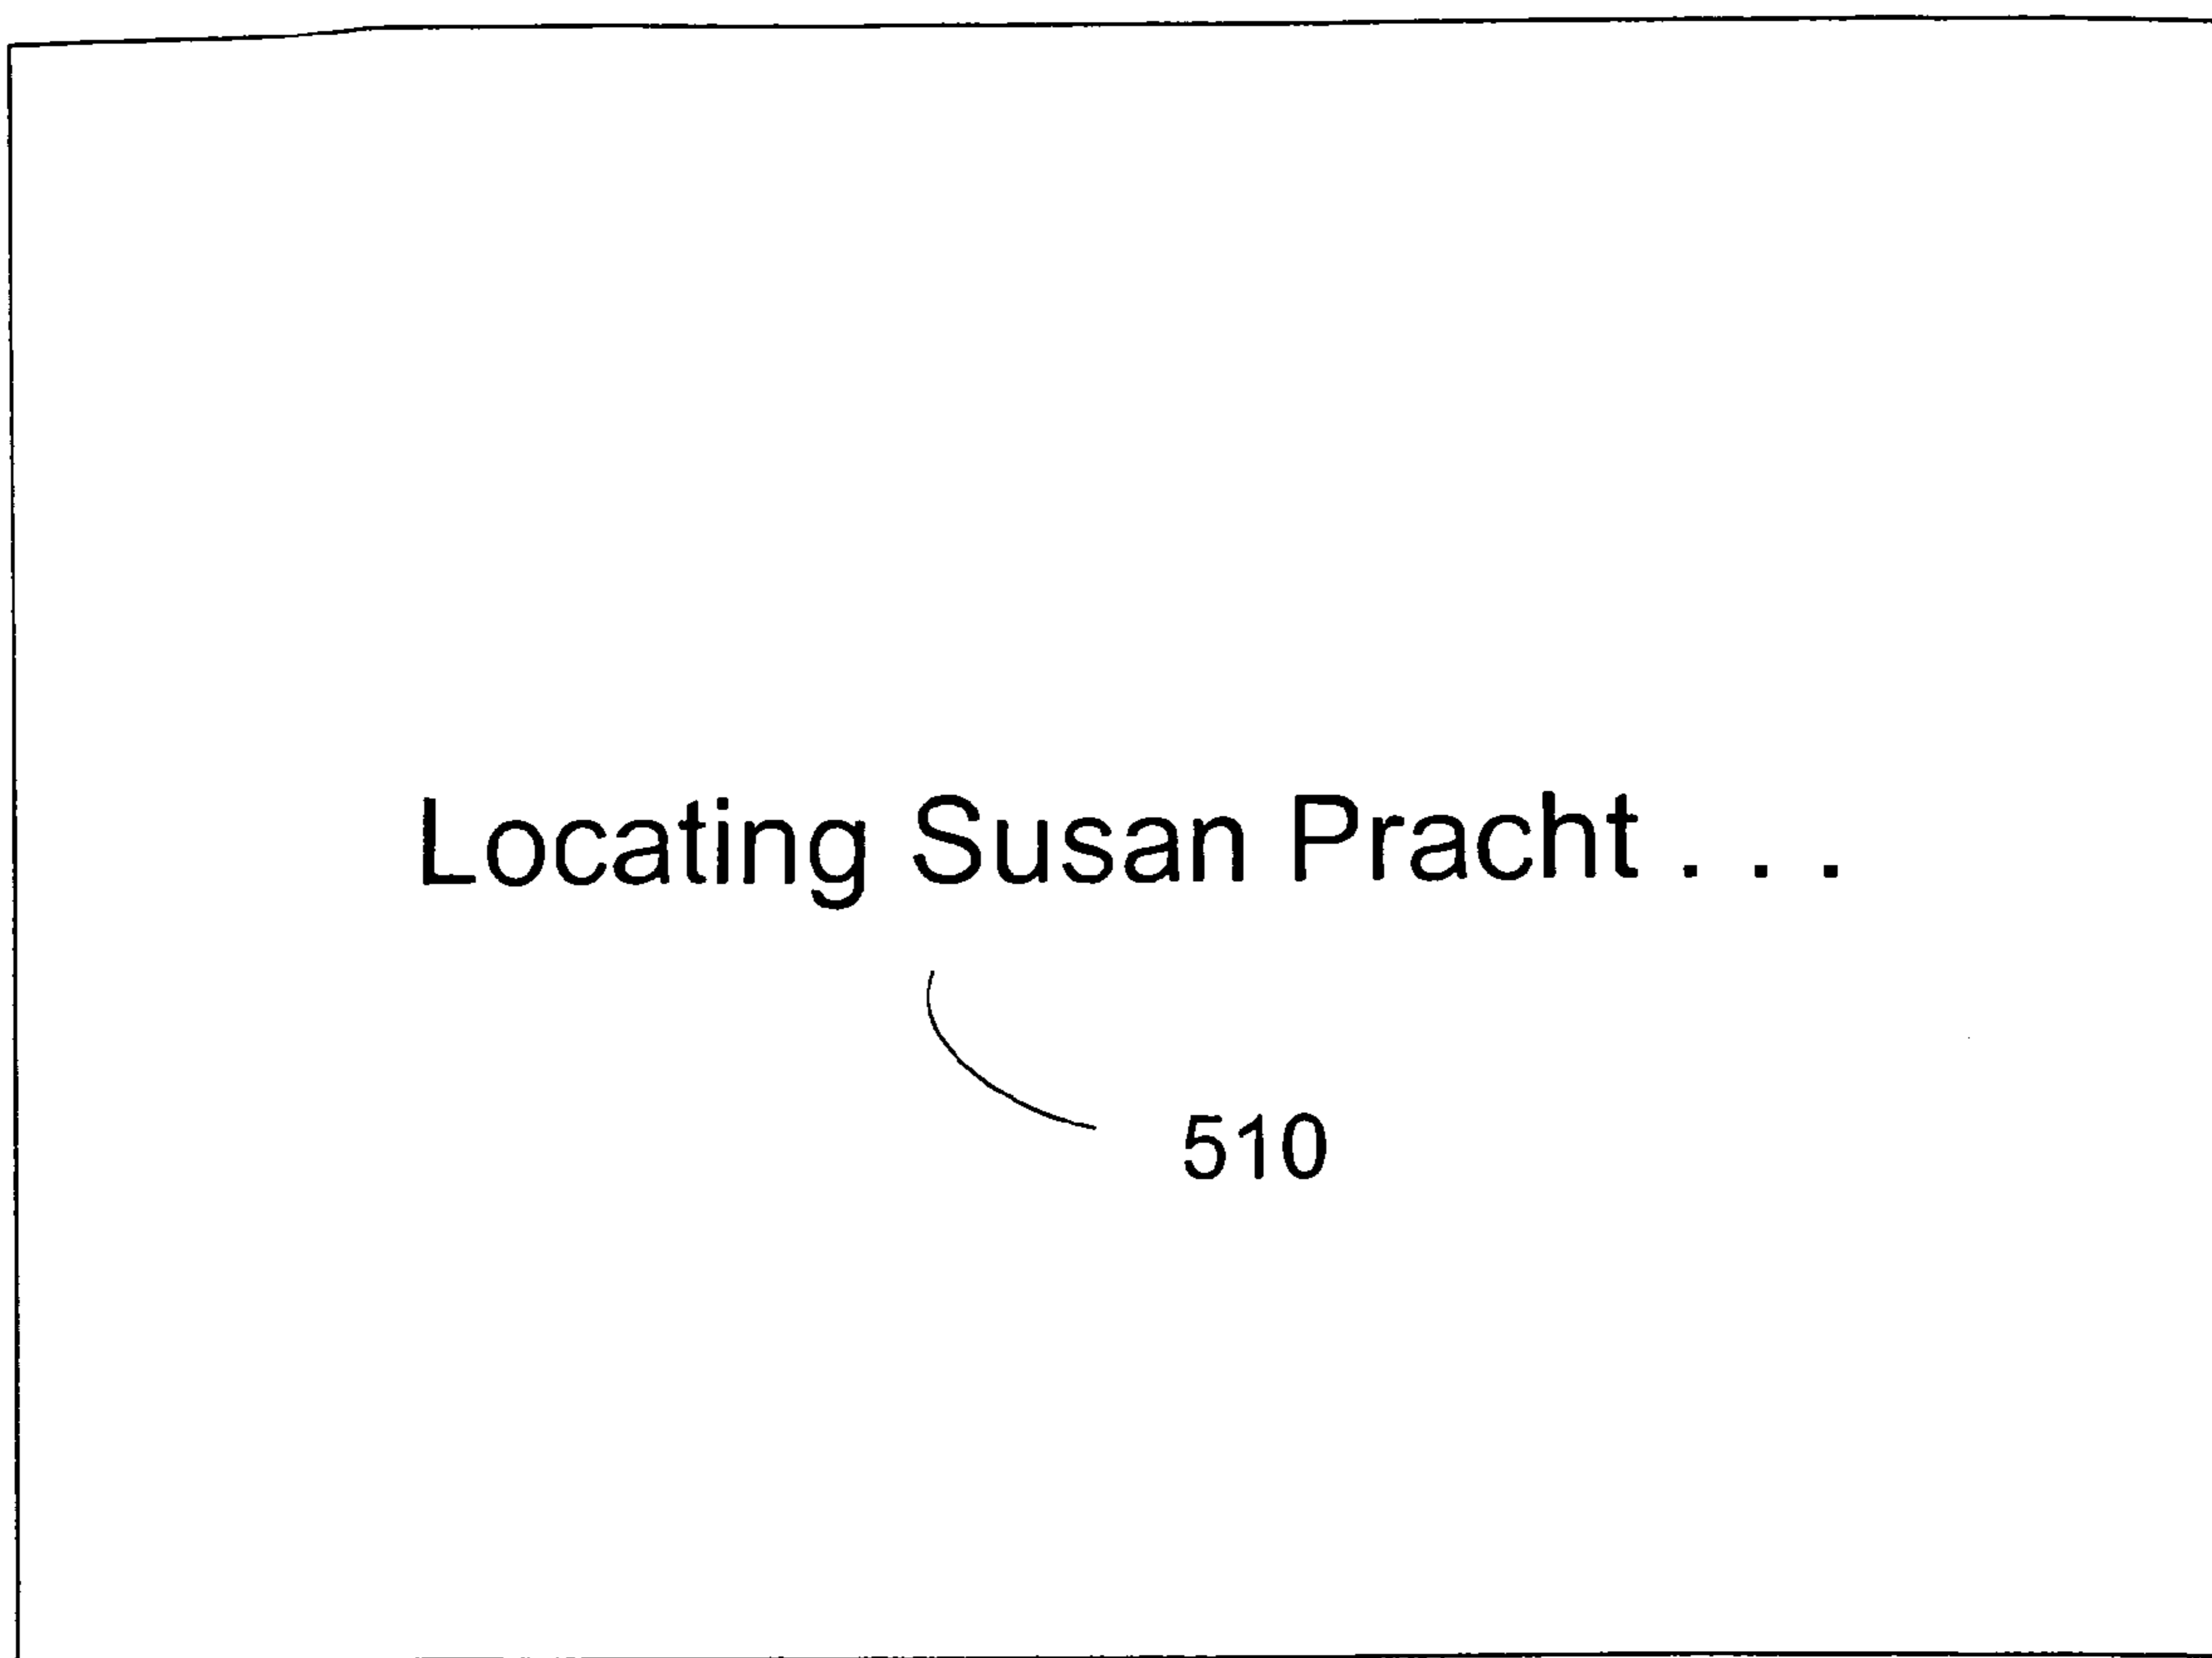 Locating Susan Pracht . . .
510